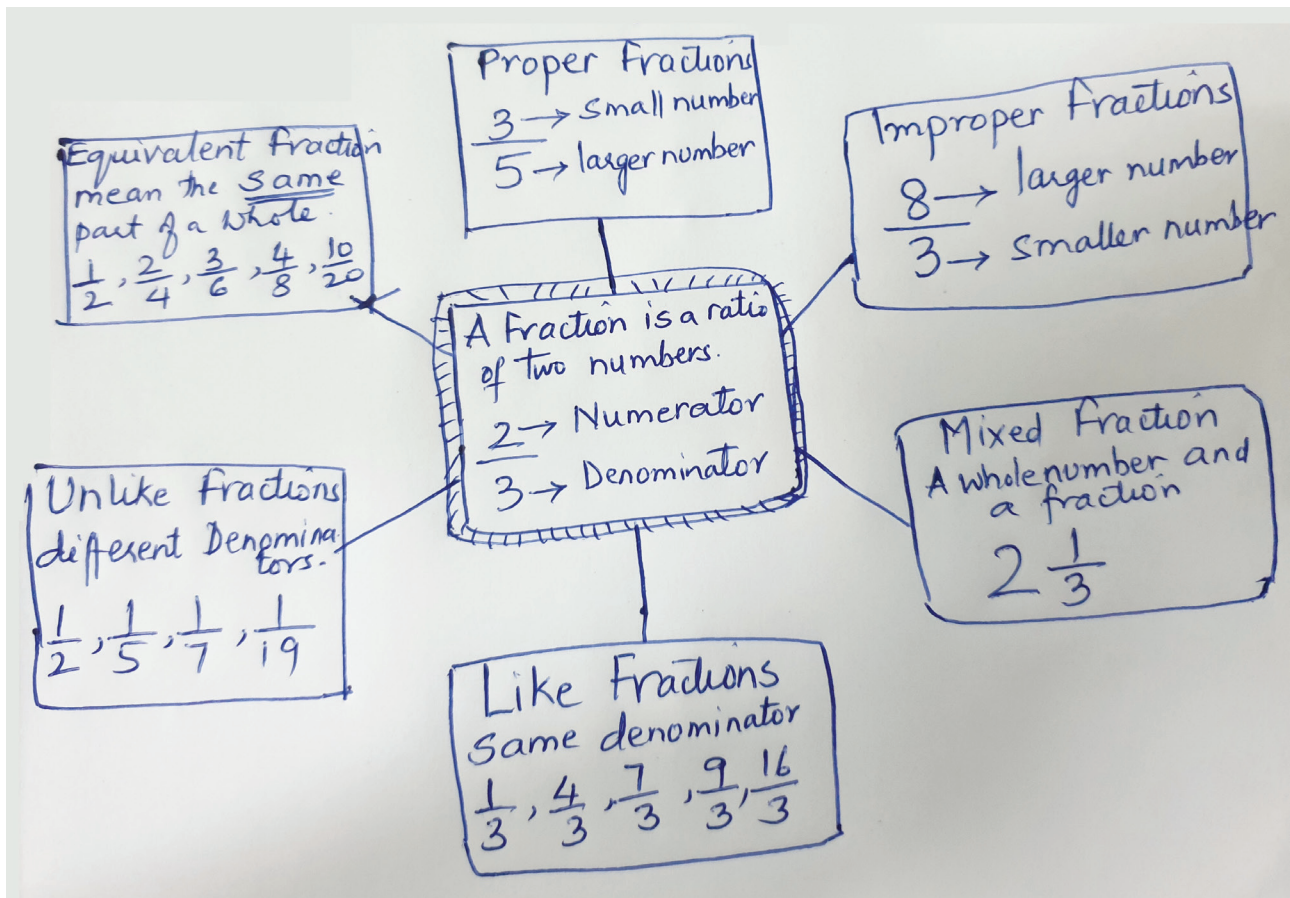 Proper Fractions
3 → Small number
5 → larger number
Improper Fractions
8 → larger number
3 → Smaller number
Equivalent Fraction
mean the same
part of a whole.
1/2, 2/4, 3/6, 4/8, 10/20
A Fraction is a ratio
of two numbers.
2 → Numerator
3 → Denominator
Mixed Fraction
A whole number and
a fraction
2 1/3
Unlike Fractions
different Denomina
tors.
1/2, 1/5, 1/7, 1/19
Like Fractions
Same denominator
1/3, 4/3, 7/3, 9/3, 16/3